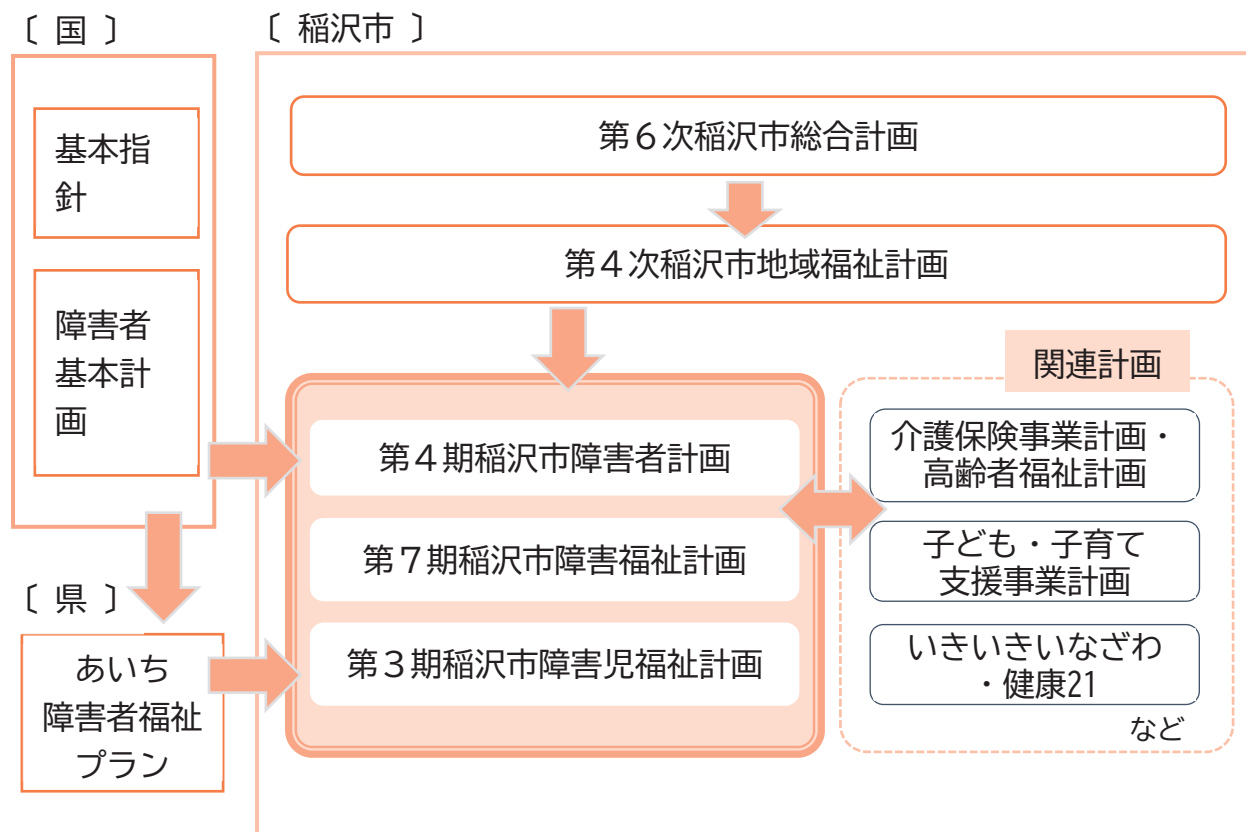 〔 国 〕
基本指
針
障害者
基本計
画
〔 県 〕
あいち
障害者福祉
プラン
〔 稲沢市 〕
第６次稲沢市総合計画
第４次稲沢市地域福祉計画
第４期稲沢市障害者計画
第７期稲沢市障害福祉計画
第３期稲沢市障害児福祉計画
関連計画
介護保険事業計画・
高齢者福祉計画
子ども・子育て
支援事業計画
いきいきいなざわ
・健康21
など